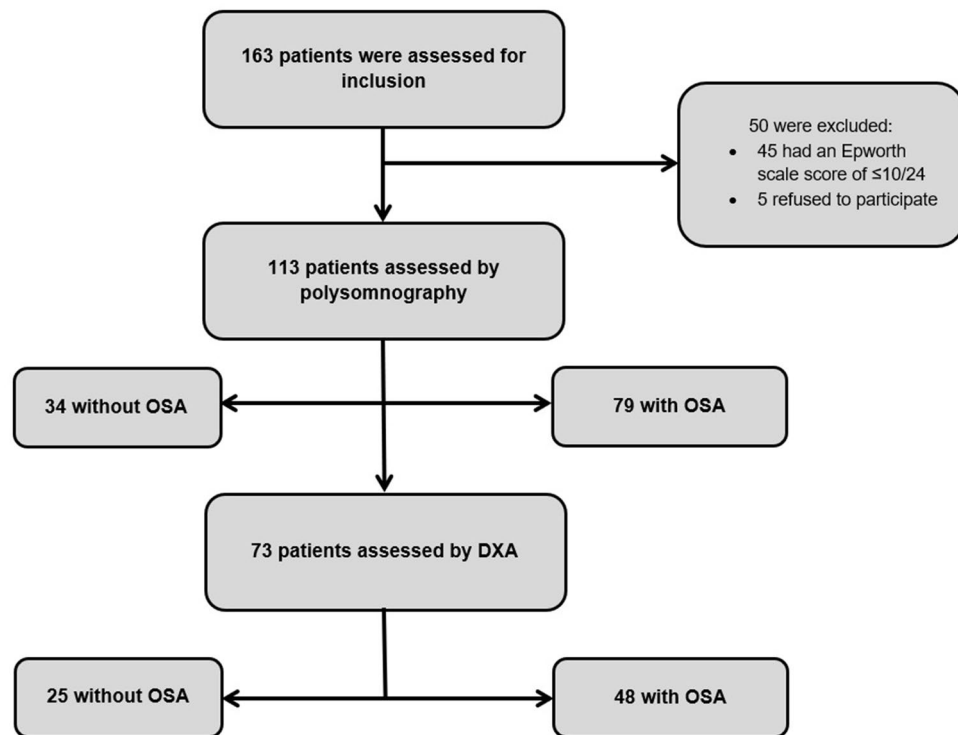 163 patients were assessed for
inclusion
50 were excluded:
• 45 had an Epworth
scale score of ≤10/24
• 5 refused to participate
113 patients assessed by
polysomnography
34 without OSA
79 with OSA
73 patients assessed by DXA
25 without OSA
48 with OSA